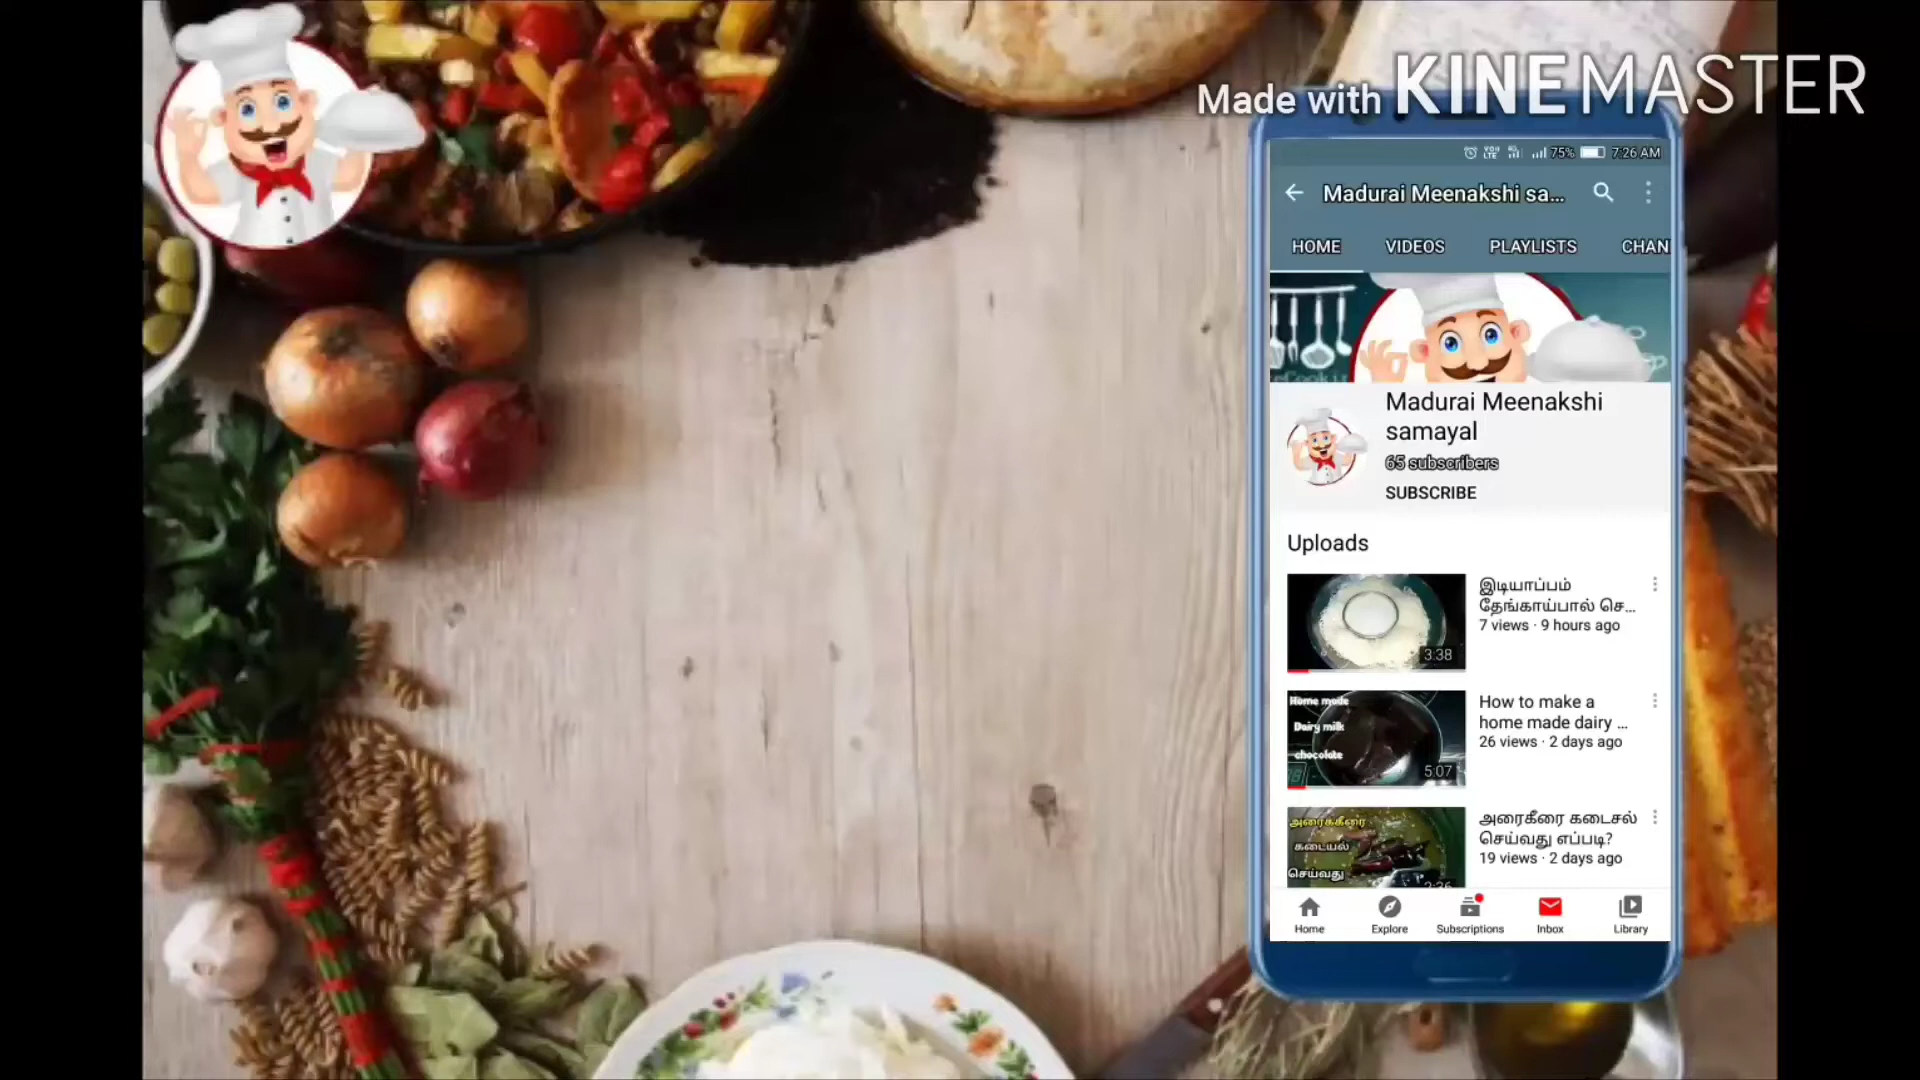 Made with KINEMASTER
75% 7:26 AM
Madurai Meenakshi sa...
HOME VIDEOS PLAYLISTS CHAN
Madurai Meenakshi
samayal
65 subscribers
SUBSCRIBE
Uploads
இடியாப்பம்
தேங்காய்பால் செ...
7 views · 9 hours ago
3:38
Home made
Dairy milk
chocolate
5:07
How to make a
home made dairy ...
26 views · 2 days ago
அரைக்கீரை
கடையல்
செய்வது
2:36
அரைகீரை கடைசல்
செய்வது எப்படி?
19 views · 2 days ago
Home Explore Subscriptions Inbox Library